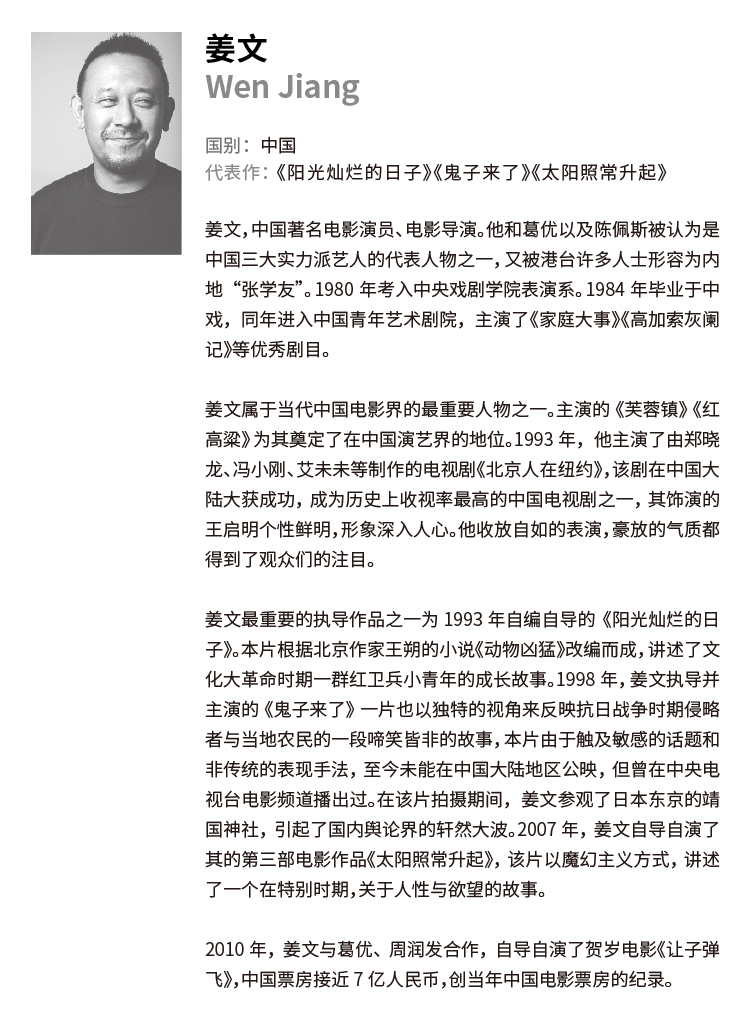 姜文
Wen Jiang
国别：中国
代表作：《阳光灿烂的日子》《鬼子来了》《太阳照常升起》
姜文，中国著名电影演员、电影导演。他和葛优以及陈佩斯被认为是
中国三大实力派艺人的代表人物之一，又被港台许多人士形容为内
地“张学友”。1980 年考入中央戏剧学院表演系。1984 年毕业于中
戏，同年进入中国青年艺术剧院，主演了《家庭大事》《高加索灰阑
记》等优秀剧目。
姜文属于当代中国电影界的最重要人物之一。主演的《芙蓉镇》《红
高粱》为其奠定了在中国演艺界的地位。1993 年，他主演了由郑晓
龙、冯小刚、艾未未等制作的电视剧《北京人在纽约》，该剧在中国大
陆大获成功，成为历史上收视率最高的中国电视剧之一，其饰演的
王启明个性鲜明，形象深入人心。他收放自如的表演，豪放的气质都
得到了观众们的注目。
姜文最重要的执导作品之一为 1993 年自编自导的《阳光灿烂的日
子》。本片根据北京作家王朔的小说《动物凶猛》改编而成，讲述了文
化大革命时期一群红卫兵小青年的成长故事。1998 年，姜文执导并
主演的《鬼子来了》一片也以独特的视角来反映抗日战争时期侵略
者与当地农民的一段啼笑皆非的故事，本片由于触及敏感的话题和
非传统的表现手法，至今未能在中国大陆地区公映，但曾在中央电
视台电影频道播出过。在该片拍摄期间，姜文参观了日本东京的靖
国神社，引起了国内舆论界的轩然大波。2007 年，姜文自导自演了
其的第三部电影作品《太阳照常升起》，该片以魔幻主义方式，讲述
了一个在特别时期，关于人性与欲望的故事。
2010 年，姜文与葛优、周润发合作，自导自演了贺岁电影《让子弹
飞》，中国票房接近 7 亿人民币，创当年中国电影票房的纪录。